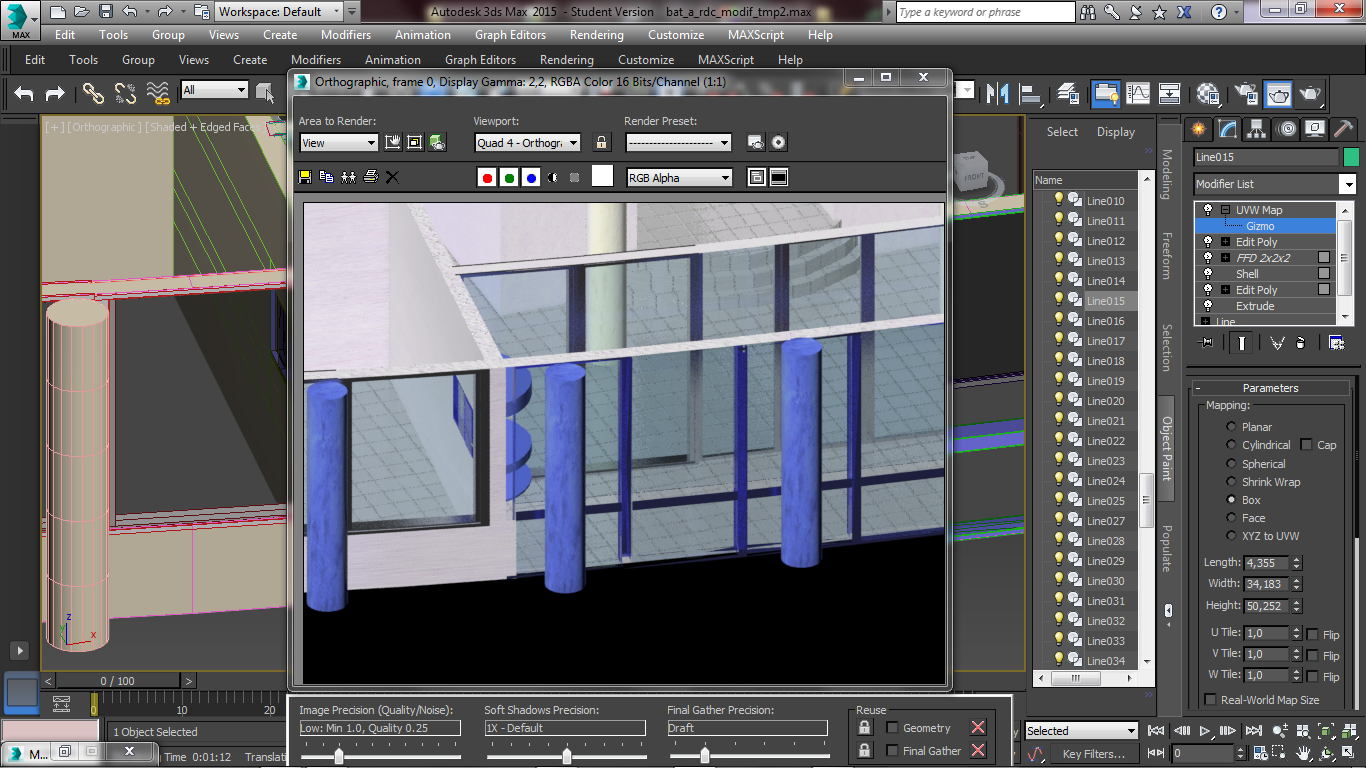 Workspace: Default
Autodesk 3ds Max 2015 - Student Version bat_a_rdc_modif_tmp2.max
Type a keyword or phrase
MAX
Edit Tools Group Views Create Modifiers Animation Graph Editors Rendering Customize MAXScript Help
Edit Tools Group Views Create Modifiers Animation Graph Editors Rendering Customize MAXScript Help
Orthographic, frame 0, Display Gamma: 2,2, RGBA Color 16 Bits/Channel (1:1)
All
Area to Render: Viewport: Render Preset:
View Quad 4 - Orthogra
RGB Alpha
[+] [Orthographic ] [Shaded + Edged Faces
FRONT
z
x
Select Display
Name
Line010
Line011
Line012
Line013
Line014
Line015
Line016
Line017
Line018
Line019
Line020
Line021
Line022
Line023
Line024
Line025
Line027
Line028
Line029
Line030
Line031
Line032
Line033
Line034
Modeling
Freeform
Selection
Object Paint
Populate
Line015
Modifier List
UVW Map
Gizmo
Edit Poly
FFD 2x2x2
Shell
Edit Poly
Extrude
Line
- Parameters
Mapping:
Planar
Cylindrical Cap
Spherical
Shrink Wrap
Box
Face
XYZ to UVW
Length: 4,355
Width: 34,183
Height: 50,252
U Tile: 1,0 Flip
V Tile: 1,0 Flip
W Tile: 1,0 Flip
Real-World Map Size
< 0 / 100 >
0 10 20
1 Object Selected
M...
Time 0:01:12
Image Precision (Quality/Noise): Soft Shadows Precision: Final Gather Precision:
Low: Min 1.0, Quality 0.25 1X - Default Draft
Reuse
Geometry
Final Gather
Selected
Key Filters...
0